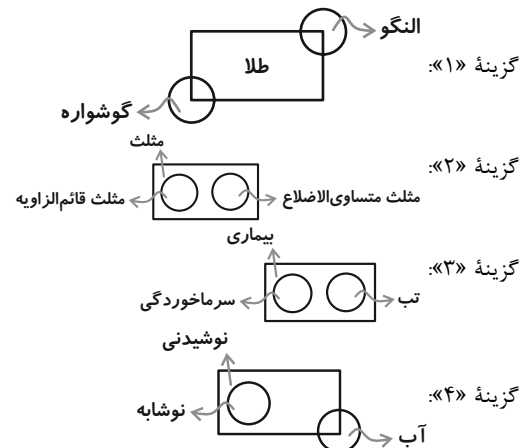 النگو
گزینهٔ «۱»:
طلا
گوشواره
مثلث
گزینهٔ «۲»:
مثلث متساوی‌الاضلاع
مثلث قائم‌الزاویه
بیماری
گزینهٔ «۳»:
تب
سرماخوردگی
نوشیدنی
گزینهٔ «۴»:
نوشابه
آب